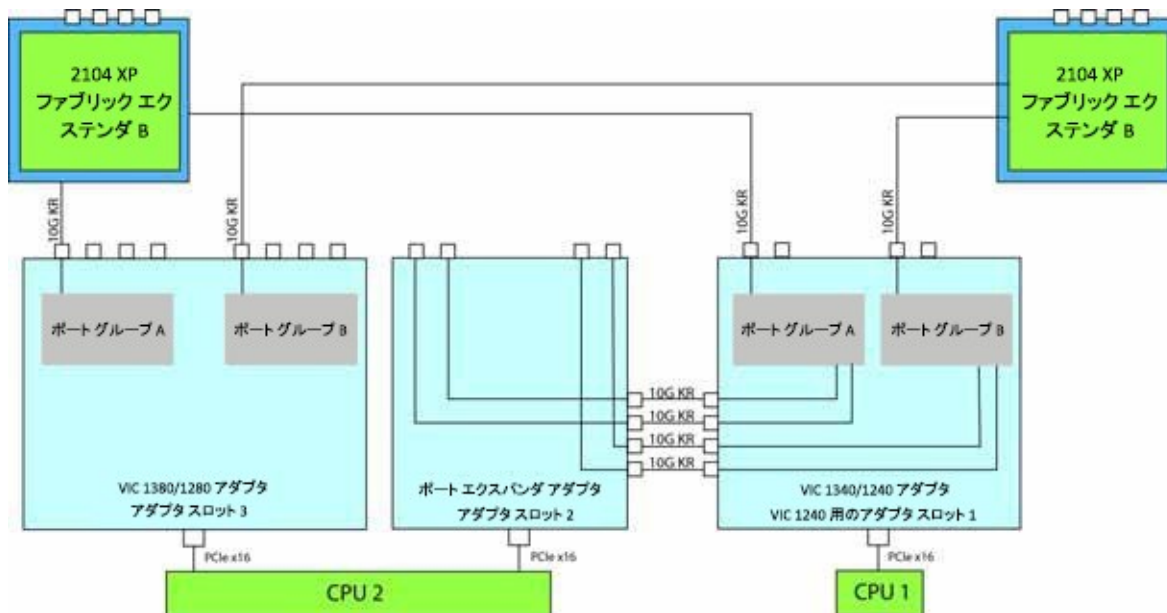 2104 XP
ファブリック エク
ステンダ B
2104 XP
ファブリック エク
ステンダ B
10G KR
10G KR
10G KR
10G KR
ポート グループ A
ポート グループ B
ポート グループ A
ポート グループ B
10G KR
10G KR
10G KR
10G KR
VIC 1380/1280 アダプタ
アダプタ スロット 3
ポート エクスパンダ アダプタ
アダプタ スロット 2
VIC 1340/1240 アダプタ
VIC 1240 用のアダプタ スロット 1
PCIe x16
PCIe x16
PCIe x16
CPU 2
CPU 1